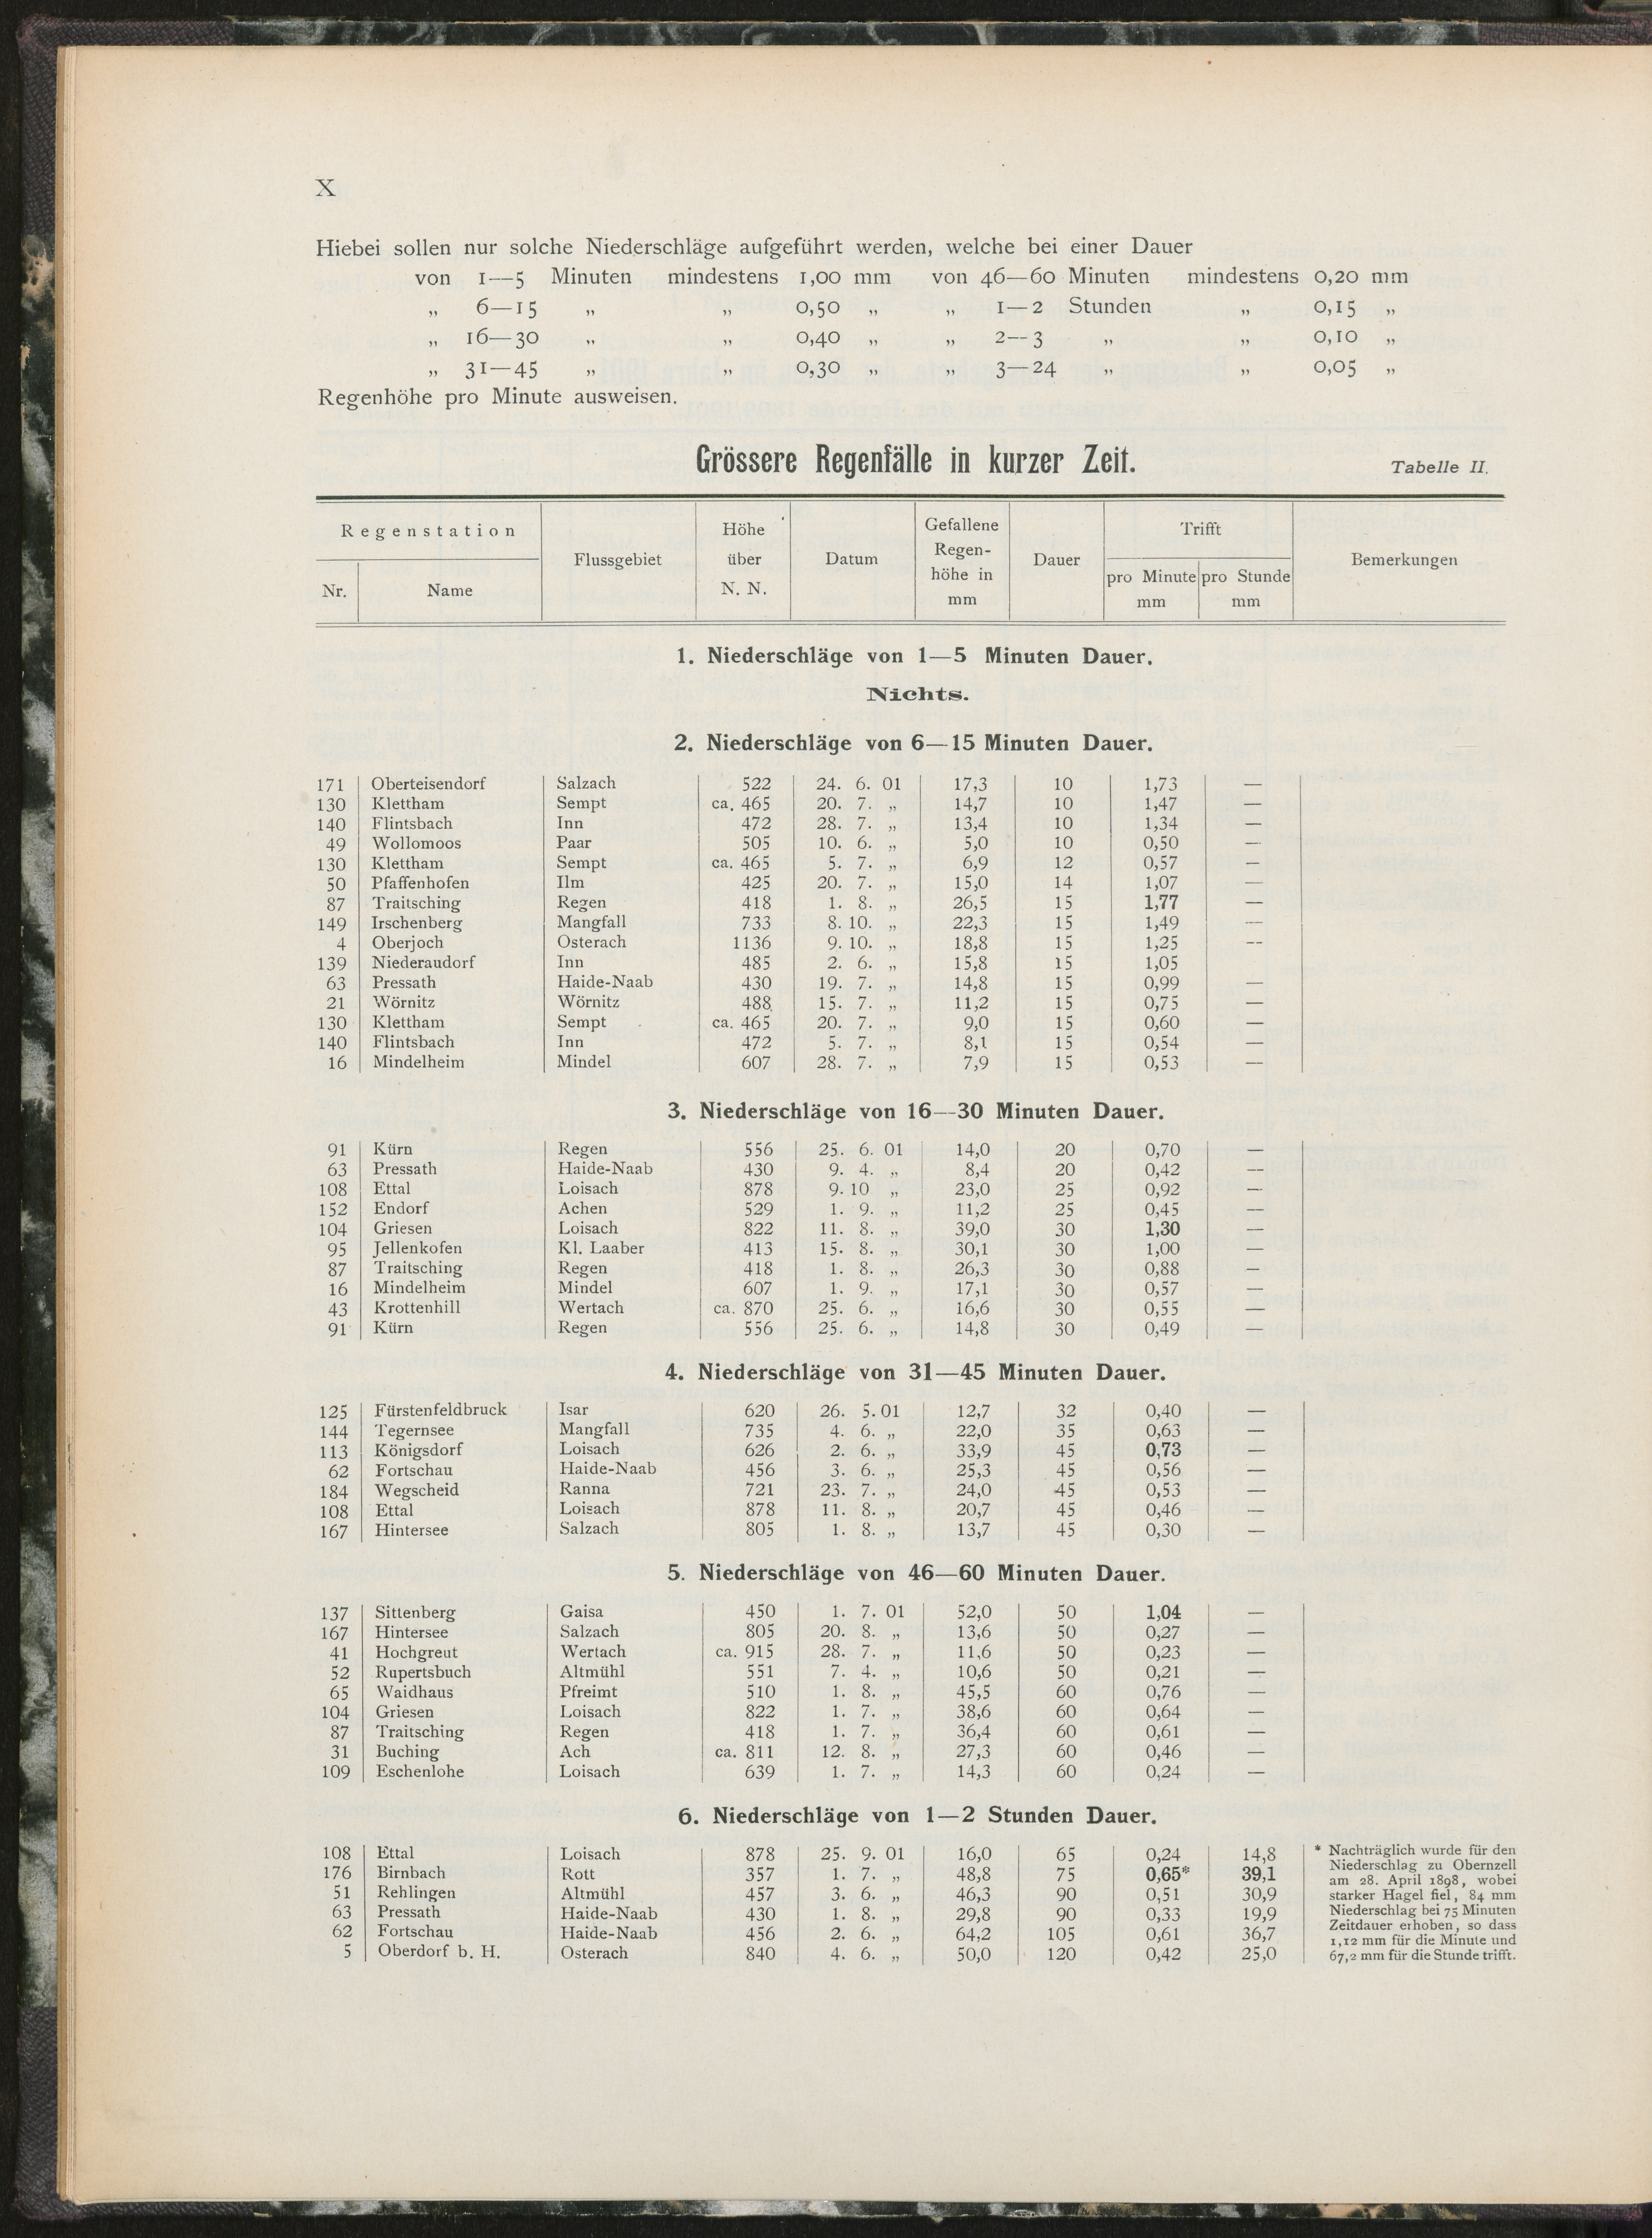 X
Hiebei sollen nur solche Niederschläge aufgeführt werden, welche bei einer Dauer
von 1—5 Minuten mindestens 1,00 mm von 46—60 Minuten mindestens 0,20 mm
„ 6—15 „ „ 0,50 „ „ 1—2 Stunden „ 0,15 „
„ 16—30 „ „ 0,40 „ „ 2—3 „ „ 0,10 „
„ 31—45 „ „ 0,30 „ „ 3—24 „ „ 0,05 „
Regenhöhe pro Minute ausweisen.
Grössere Regenfälle in kurzer Zeit.
Tabelle II.
Regenstation
Nr.
Name
Flussgebiet
Höhe
über
N. N.
Datum
Gefallene
Regen-
höhe in
mm
Dauer
Trifft
pro Minute
mm
pro Stunde
mm
Bemerkungen
1. Niederschläge von 1—5 Minuten Dauer.
Nichts.
2. Niederschläge von 6—15 Minuten Dauer.
171 Oberteisendorf Salzach 522 24. 6. 01 17,3 10 1,73 —
130 Klettham Sempt ca. 465 20. 7. „ 14,7 10 1,47 —
140 Flintsbach Inn 472 28. 7. „ 13,4 10 1,34 —
49 Wollomoos Paar 505 10. 6. „ 5,0 10 0,50 —
130 Klettham Sempt ca. 465 5. 7. „ 6,9 12 0,57 —
50 Pfaffenhofen Ilm 425 20. 7. „ 15,0 14 1,07 —
87 Traitsching Regen 418 1. 8. „ 26,5 15 1,77 —
149 Irschenberg Mangfall 733 8. 10. „ 22,3 15 1,49 —
4 Oberjoch Osterach 1136 9. 10. „ 18,8 15 1,25 —
139 Niederaudorf Inn 485 2. 6. „ 15,8 15 1,05 —
63 Pressath Haide-Naab 430 19. 7. „ 14,8 15 0,99 —
21 Wörnitz Wörnitz 488 15. 7. „ 11,2 15 0,75 —
130 Klettham Sempt ca. 465 20. 7. „ 9,0 15 0,60 —
140 Flintsbach Inn 472 5. 7. „ 8,1 15 0,54 —
16 Mindelheim Mindel 607 28. 7. „ 7,9 15 0,53 —
3. Niederschläge von 16—30 Minuten Dauer.
91 Kürn Regen 556 25. 6. 01 14,0 20 0,70 —
63 Pressath Haide-Naab 430 9. 4. „ 8,4 20 0,42 —
108 Ettal Loisach 878 9. 10 „ 23,0 25 0,92 —
152 Endorf Achen 529 1. 9. „ 11,2 25 0,45 —
104 Griesen Loisach 822 11. 8. „ 39,0 30 1,30 —
95 Jellenkofen Kl. Laaber 413 15. 8. „ 30,1 30 1,00 —
87 Traitsching Regen 418 1. 8. „ 26,3 30 0,88 —
16 Mindelheim Mindel 607 1. 9. „ 17,1 30 0,57 —
43 Krottenhill Wertach ca. 870 25. 6. „ 16,6 30 0,55 —
91 Kürn Regen 556 25. 6. „ 14,8 30 0,49 —
4. Niederschläge von 31—45 Minuten Dauer.
125 Fürstenfeldbruck Isar 620 26. 5. 01 12,7 32 0,40 —
144 Tegernsee Mangfall 735 4. 6. „ 22,0 35 0,63 —
113 Königsdorf Loisach 626 2. 6. „ 33,9 45 0,73 —
62 Fortschau Haide-Naab 456 3. 6. „ 25,3 45 0,56 —
184 Wegscheid Ranna 721 23. 7. „ 24,0 45 0,53 —
108 Ettal Loisach 878 11. 8. „ 20,7 45 0,46 —
167 Hintersee Salzach 805 1. 8. „ 13,7 45 0,30 —
5. Niederschläge von 46—60 Minuten Dauer.
137 Sittenberg Gaisa 450 1. 7. 01 52,0 50 1,04 —
167 Hintersee Salzach 805 20. 8. „ 13,6 50 0,27 —
41 Hochgreut Wertach ca. 915 28. 7. „ 11,6 50 0,23 —
52 Rupertsbuch Altmühl 551 7. 4. „ 10,6 50 0,21 —
65 Waidhaus Pfreimt 510 1. 8. „ 45,5 60 0,76 —
104 Griesen Loisach 822 1. 7. „ 38,6 60 0,64 —
87 Traitsching Regen 418 1. 7. „ 36,4 60 0,61 —
31 Buching Ach ca. 811 12. 8. „ 27,3 60 0,46 —
109 Eschenlohe Loisach 639 1. 7. „ 14,3 60 0,24 —
6. Niederschläge von 1—2 Stunden Dauer.
108 Ettal Loisach 878 25. 9. 01 16,0 65 0,24 14,8
176 Birnbach Rott 357 1. 7. „ 48,8 75 0,65* 39,1
51 Rehlingen Altmühl 457 3. 6. „ 46,3 90 0,51 30,9
63 Pressath Haide-Naab 430 1. 8. „ 29,8 90 0,33 19,9
62 Fortschau Haide-Naab 456 2. 6. „ 64,2 105 0,61 36,7
5 Oberdorf b. H. Osterach 840 4. 6. „ 50,0 120 0,42 25,0
* Nachträglich wurde für den
Niederschlag zu Obernzell
am 28. April 1898, wobei
starker Hagel fiel, 84 mm
Niederschlag bei 75 Minuten
Zeitdauer erhoben, so dass
1,12 mm für die Minute und
67,2 mm für die Stunde trifft.